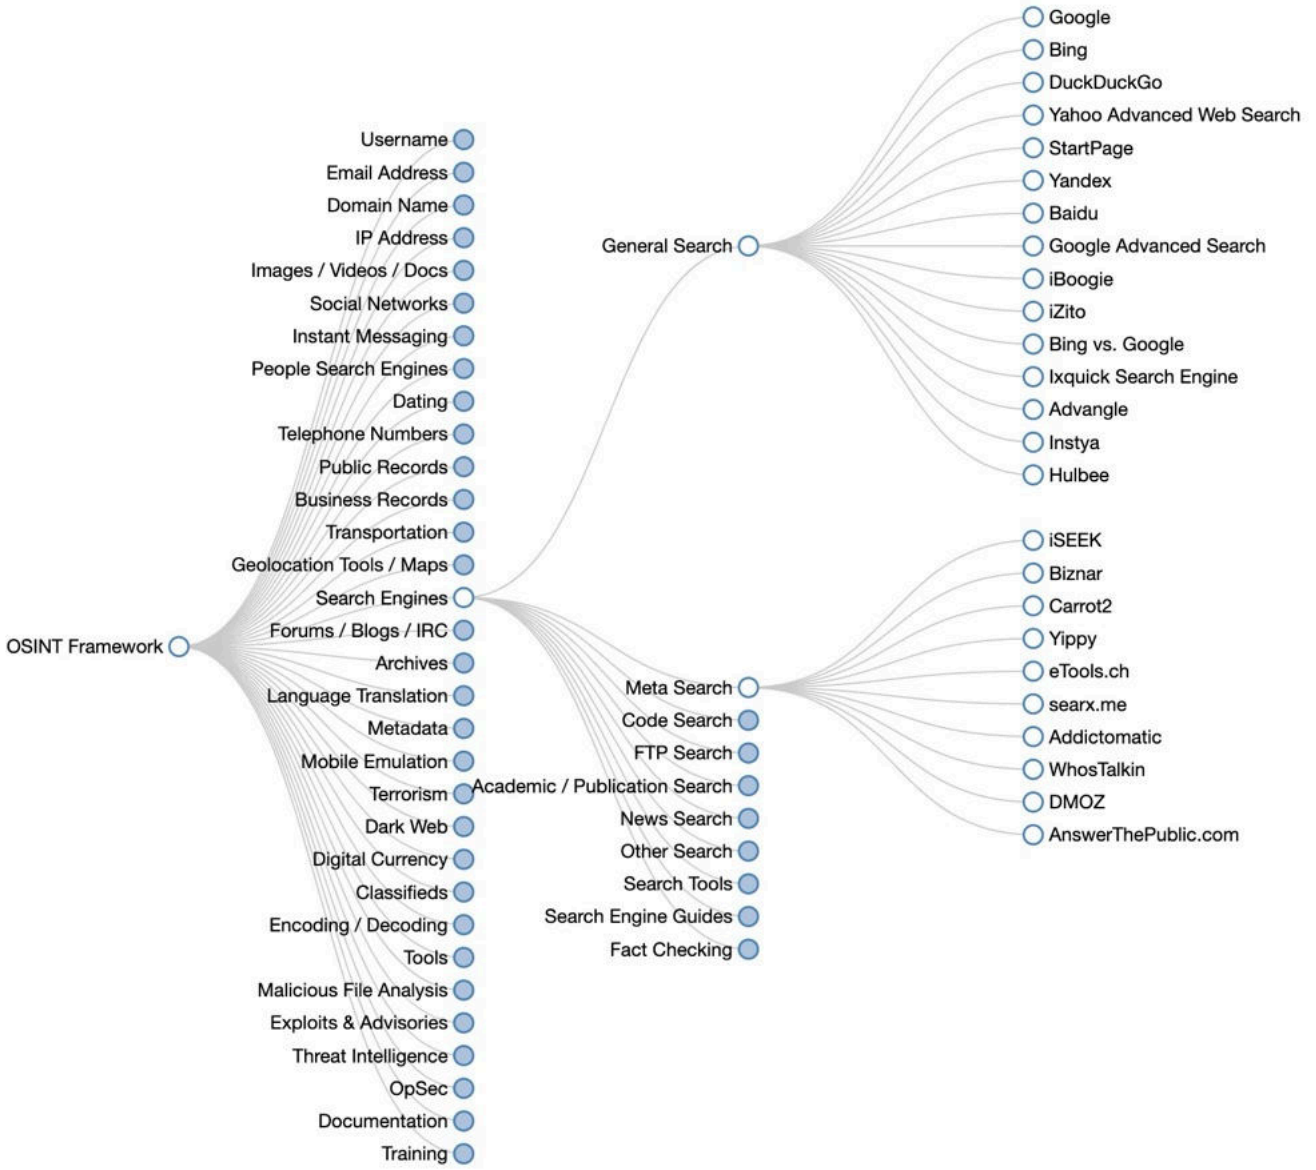 OSINT Framework
Username
Email Address
Domain Name
IP Address
Images / Videos / Docs
Social Networks
Instant Messaging
People Search Engines
Dating
Telephone Numbers
Public Records
Business Records
Transportation
Geolocation Tools / Maps
Search Engines
Forums / Blogs / IRC
Archives
Language Translation
Metadata
Mobile Emulation
Terrorism
Dark Web
Digital Currency
Classifieds
Encoding / Decoding
Tools
Malicious File Analysis
Exploits & Advisories
Threat Intelligence
OpSec
Documentation
Training
General Search
Meta Search
Code Search
FTP Search
Academic / Publication Search
News Search
Other Search
Search Tools
Search Engine Guides
Fact Checking
Google
Bing
DuckDuckGo
Yahoo Advanced Web Search
StartPage
Yandex
Baidu
Google Advanced Search
iBoogie
iZito
Bing vs. Google
Ixquick Search Engine
Advangle
Instya
Hulbee
iSEEK
Biznar
Carrot2
Yippy
eTools.ch
searx.me
Addictomatic
WhosTalkin
DMOZ
AnswerThePublic.com